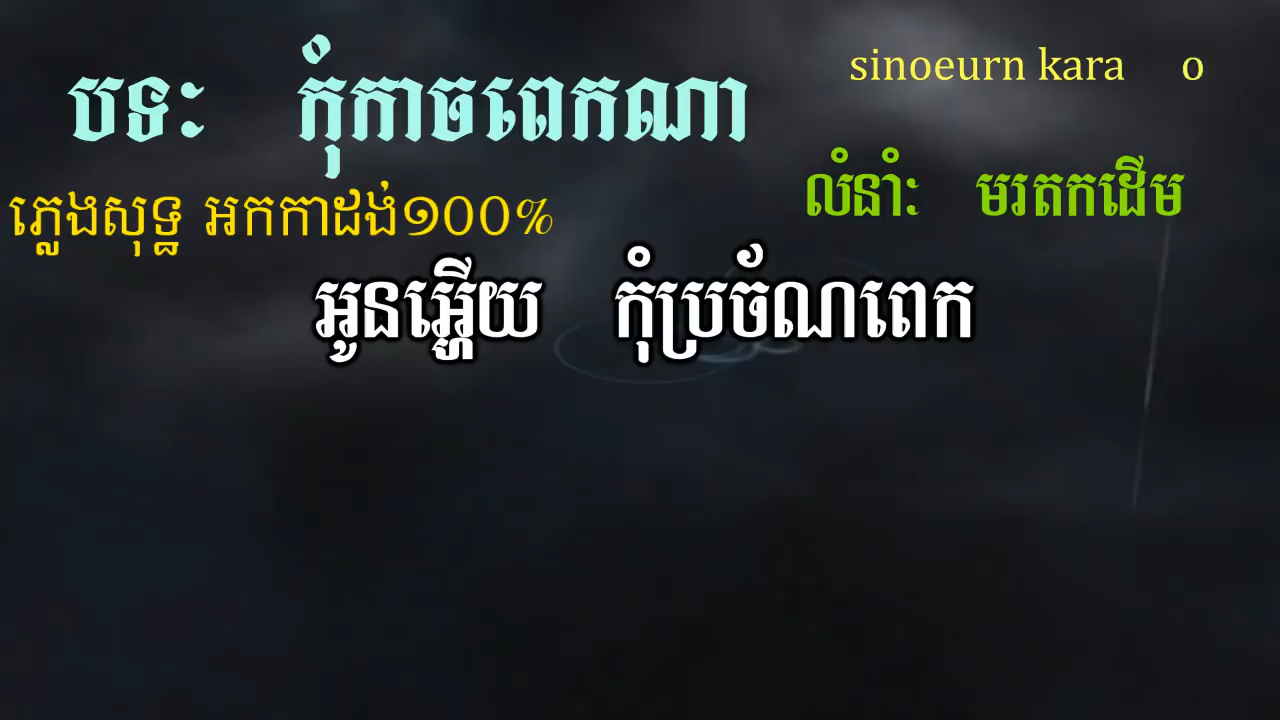 sinoeurn kara o
បទៈ កុំកាចពេកណា
លំនាំៈ មរតកដើម
ភ្លេងសុទ្ធ អកកាដង់១០០%
អូនអ្ហើយ កុំប្រច័ណពេក